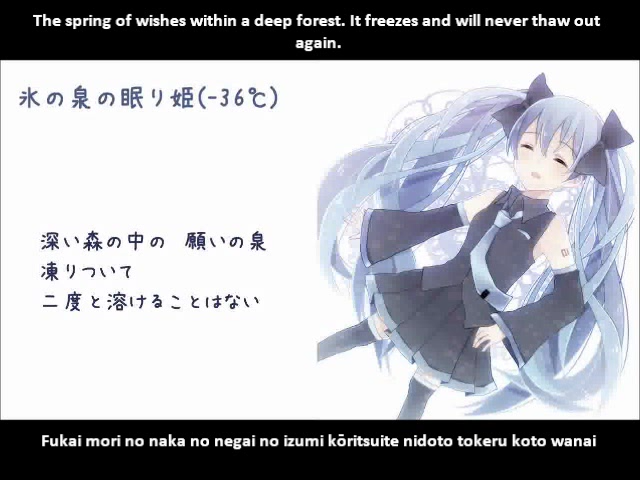 The spring of wishes within a deep forest. It freezes and will never thaw out
again.
氷の泉の眠り姫(-36℃)
深い森の中の　願いの泉
凍りついて
二度と溶けることはない
01
Fukai mori no naka no negai no izumi kōritsuite nidoto tokeru koto wanai